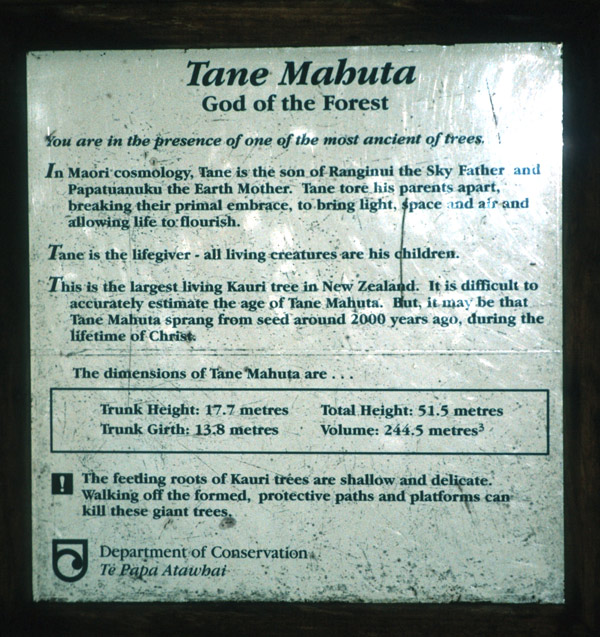 Tane Mahuta
God of the Forest
You are in the presence of one of the most ancient of trees.
In Maori cosmology, Tane is the son of Ranginui the Sky Father and
Papatuanuku the Earth Mother. Tane tore his parents apart,
breaking their primal embrace, to bring light, space and air and
allowing life to flourish.
Tane is the lifegiver - all living creatures are his children.
This is the largest living Kauri tree in New Zealand. It is difficult to
accurately estimate the age of Tane Mahuta. But, it may be that
Tane Mahuta sprang from seed around 2000 years ago, during the
lifetime of Christ.
The dimensions of Tane Mahuta are . . .
Trunk Height: 17.7 metres Total Height: 51.5 metres
Trunk Girth: 13.8 metres Volume: 244.5 metres³
! The feeding roots of Kauri trees are shallow and delicate.
Walking off the formed, protective paths and platforms can
kill these giant trees.
Department of Conservation
Te Papa Atawhai